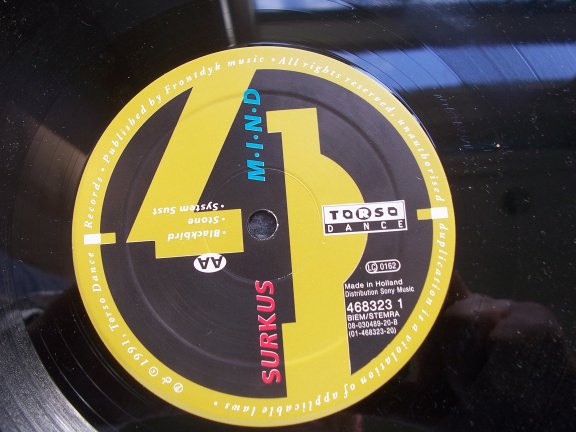 4 1
M·I·N·D
SURKUS
• Blackbird
• Stone
• System Sust
AA
TORSO
DANCE
LC 0162
Made in Holland
Distribution Sony Music
468323 1
BIEM/STEMRA
08-030489-20-B
(01-468323-20)
℗ & © 1991, Torso Dance Records • Published by Frontdyk music • All rights reserved, unauthorised duplication is a violation of applicable laws •